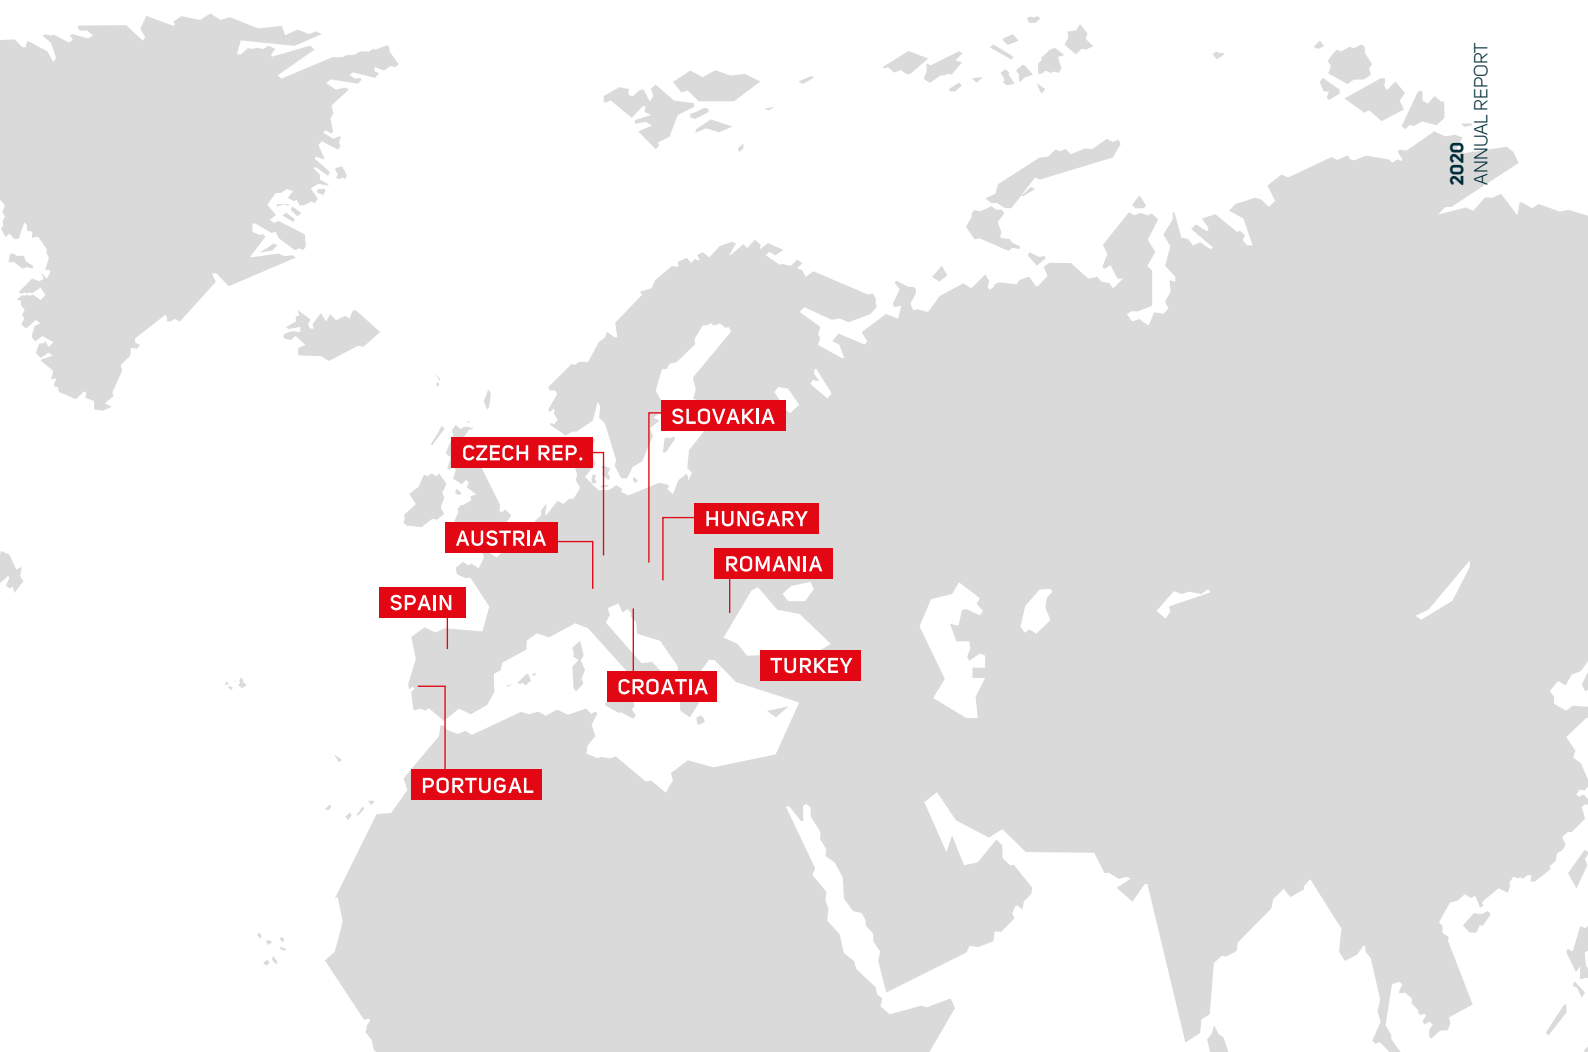 2020
ANNUAL REPORT
SLOVAKIA
CZECH REP.
HUNGARY
AUSTRIA
ROMANIA
SPAIN
TURKEY
CROATIA
PORTUGAL